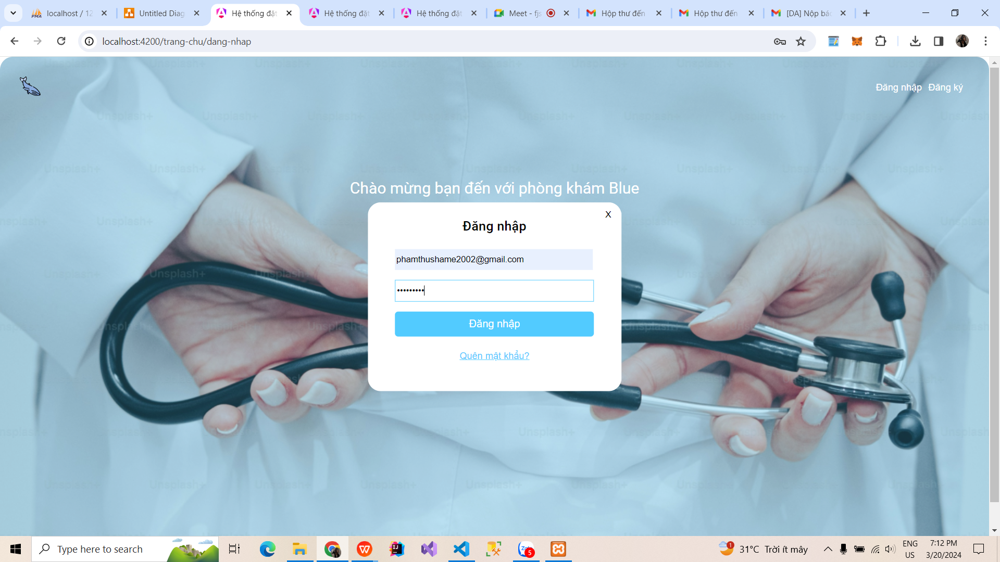 localhost / 12
Untitled Diag
Hệ thống đặt
Hệ thống đặt
Hệ thống đặt
Meet - fjs
Hộp thư đến
Hộp thư đến
[DA] Nộp bác
localhost:4200/trang-chu/dang-nhap
Đăng nhập Đăng ký
Chào mừng bạn đến với phòng khám Blue
X
Đăng nhập
phamthushame2002@gmail.com
•••••••••
Đăng nhập
Quên mật khẩu?
Unsplash+
Type here to search
31°C Trời ít mây
ENG
US
7:12 PM
3/20/2024